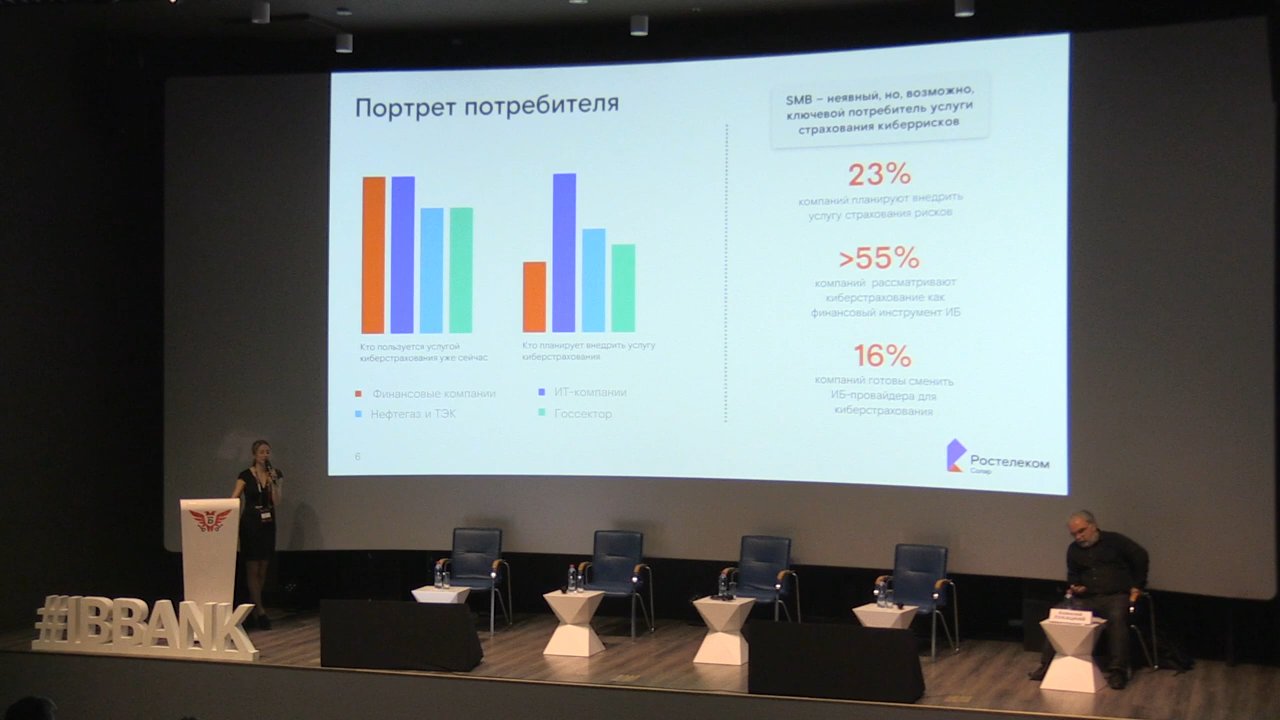 Портрет потребителя
SMB – неявный, но, возможно,
ключевой потребитель услуги
страхования киберрисков
23%
компаний планируют внедрить
услугу страхования рисков
>55%
компаний рассматривают
киберстрахование как
финансовый инструмент ИБ
16%
компаний готовы сменить
ИБ-провайдера для
киберстрахования
Кто пользуется услугой
киберстрахования уже сейчас
Кто планирует внедрить услугу
киберстрахования
Финансовые компании
ИТ-компании
Нефтегаз и ТЭК
Госсектор
6
Ростелеком
Солар
#IBBANK